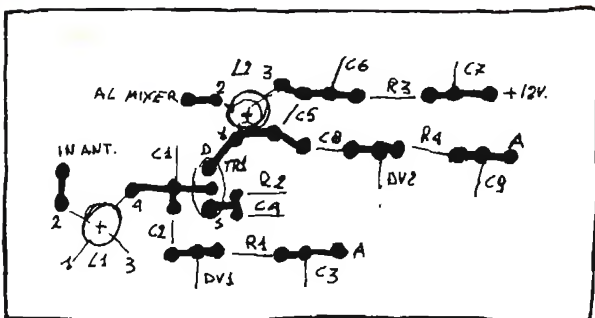 L2 3 C6 R3 C7
AL MIXER 2 +12V.
1 C5
IN ANT. C1 D C8 R4 A
TR1
4 R2 DV2 C9
S C4
2 C2
1 L1 3 R1 A
DV1 C3